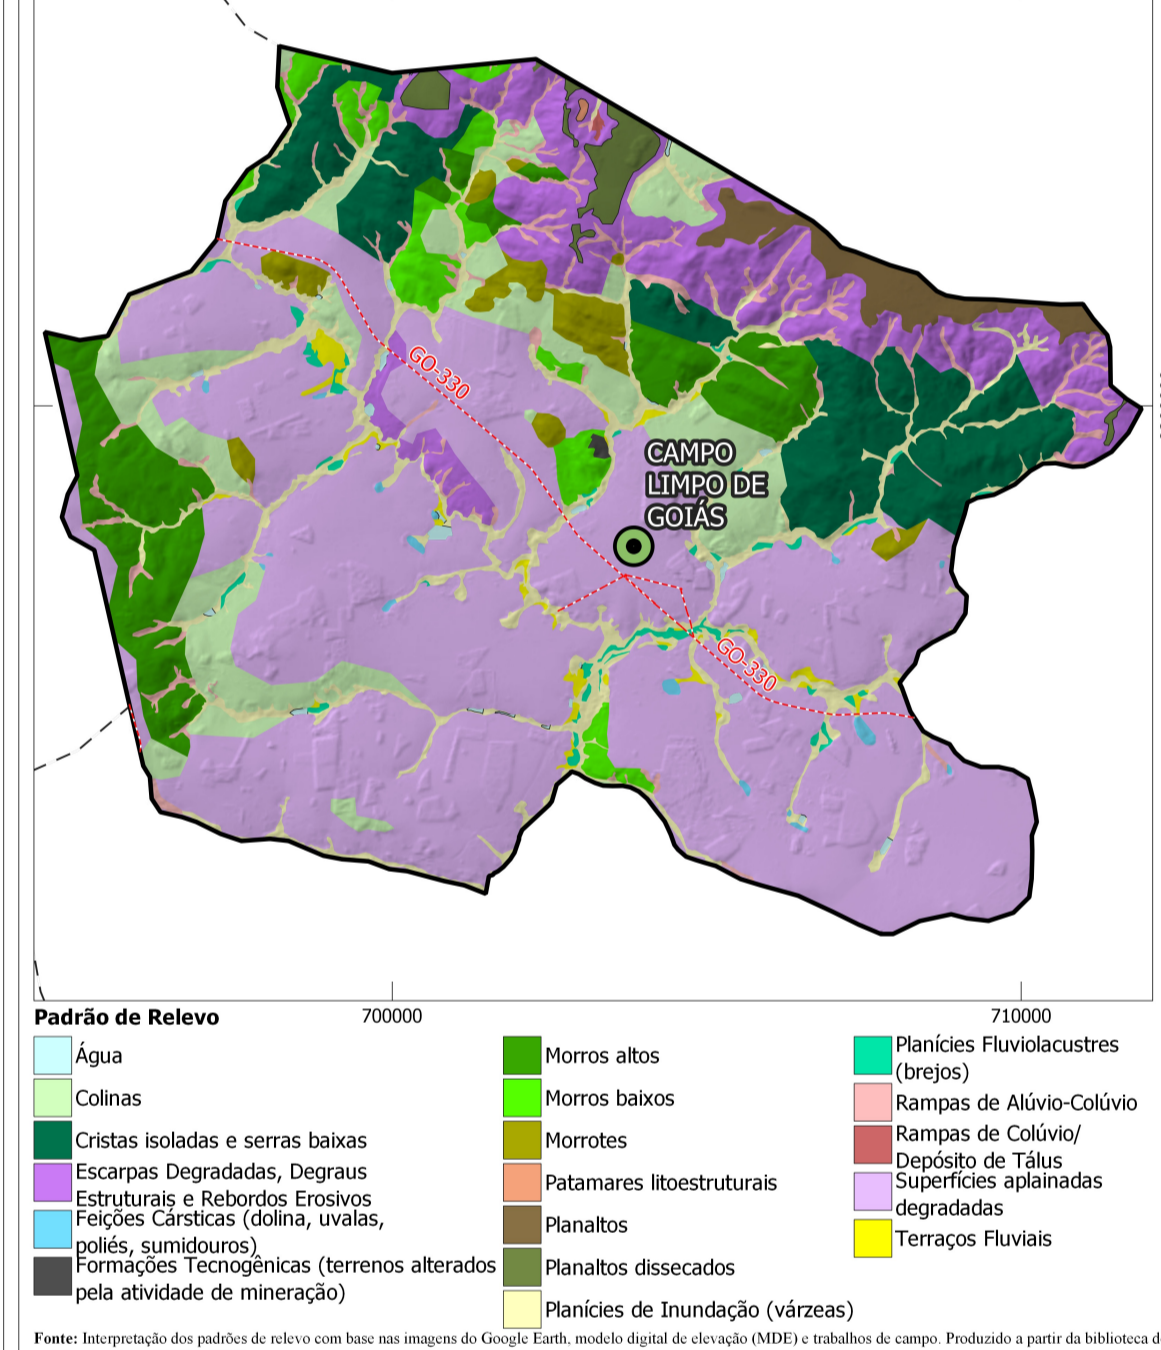 GO-330
CAMPO
LIMPO DE
GOIÁS
GO-330
700000
710000
Padrão de Relevo
Água
Colinas
Cristas isoladas e serras baixas
Escarpas Degradadas, Degraus
Estruturais e Rebordos Erosivos
Feições Cársticas (dolina, uvalas,
poliés, sumidouros)
Formações Tecnogênicas (terrenos alterados
pela atividade de mineração)
Morros altos
Morros baixos
Morrotes
Patamares litoestruturais
Planaltos
Planaltos dissecados
Planícies de Inundação (várzeas)
Planícies Fluviolacustres
(brejos)
Rampas de Alúvio-Colúvio
Rampas de Colúvio/
Depósito de Tálus
Superfícies aplainadas
degradadas
Terraços Fluviais
Fonte: Interpretação dos padrões de relevo com base nas imagens do Google Earth, modelo digital de elevação (MDE) e trabalhos de campo. Produzido a partir da biblioteca d